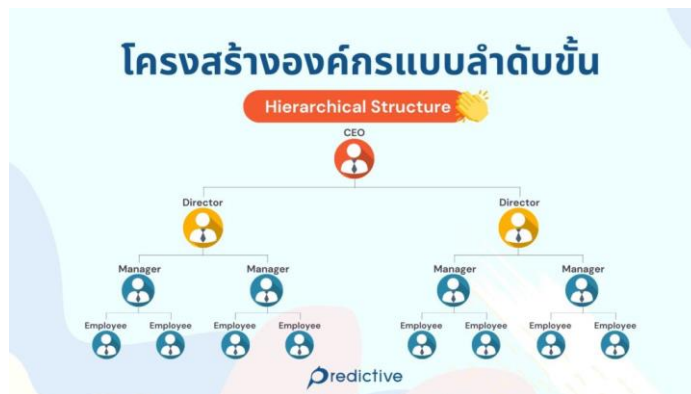 โครงสร้างองค์กรแบบลำดับขั้น
Hierarchical Structure
CEO
Director Director
Manager Manager Manager Manager
Employee Employee Employee Employee Employee Employee Employee Employee
Predictive